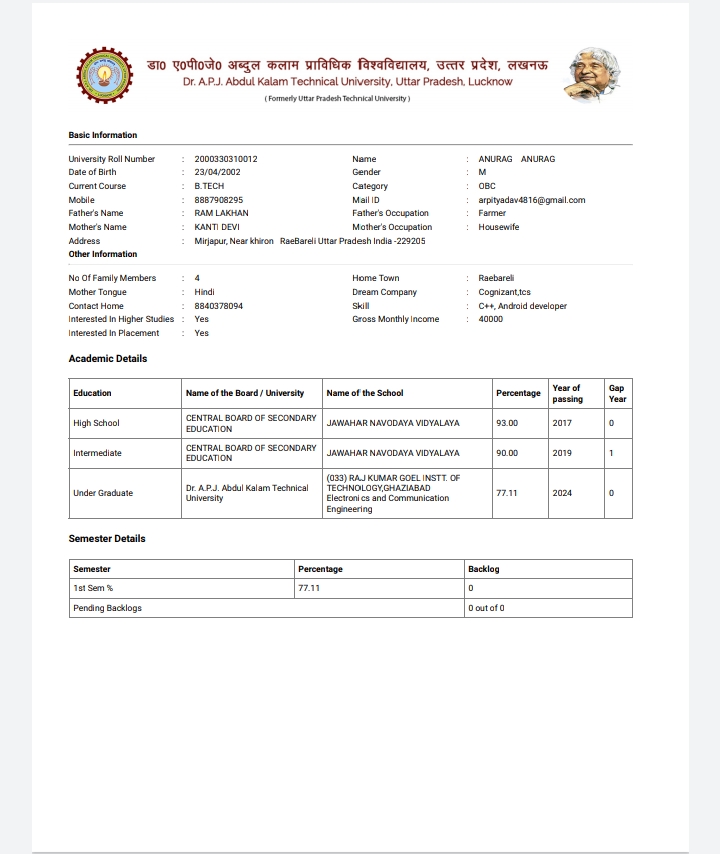 डा0 ए0पी0जे0 अब्दुल कलाम प्राविधिक विश्वविद्यालय, उत्तर प्रदेश, लखनऊ
Dr. A.P.J. Abdul Kalam Technical University, Uttar Pradesh, Lucknow
( Formerly Uttar Pradesh Technical University )
Basic Information
University Roll Number : 2000330310012 Name : ANURAG ANURAG
Date of Birth : 23/04/2002 Gender : M
Current Course : B.TECH Category : OBC
Mobile : 8887908295 Mail ID : arpityadav4816@gmail.com
Father's Name : RAM LAKHAN Father's Occupation : Farmer
Mother's Name : KANTI DEVI Mother's Occupation : Housewife
Address : Mirjapur, Near khiron RaeBareli Uttar Pradesh India -229205
Other Information
No Of Family Members : 4 Home Town : Raebareli
Mother Tongue : Hindi Dream Company : Cognizant,tcs
Contact Home : 8840378094 Skill : C++, Android developer
Interested In Higher Studies : Yes Gross Monthly Income : 40000
Interested In Placement : Yes
Academic Details
Education Name of the Board / University Name of the School Percentage Year of passing Gap Year
High School CENTRAL BOARD OF SECONDARY EDUCATION JAWAHAR NAVODAYA VIDYALAYA 93.00 2017 0
Intermediate CENTRAL BOARD OF SECONDARY EDUCATION JAWAHAR NAVODAYA VIDYALAYA 90.00 2019 1
Under Graduate Dr. A.P.J. Abdul Kalam Technical University (033) RAJ KUMAR GOEL INSTT. OF TECHNOLOGY,GHAZIABAD Electronics and Communication Engineering 77.11 2024 0
Semester Details
Semester Percentage Backlog
1st Sem % 77.11 0
Pending Backlogs 0 out of 0